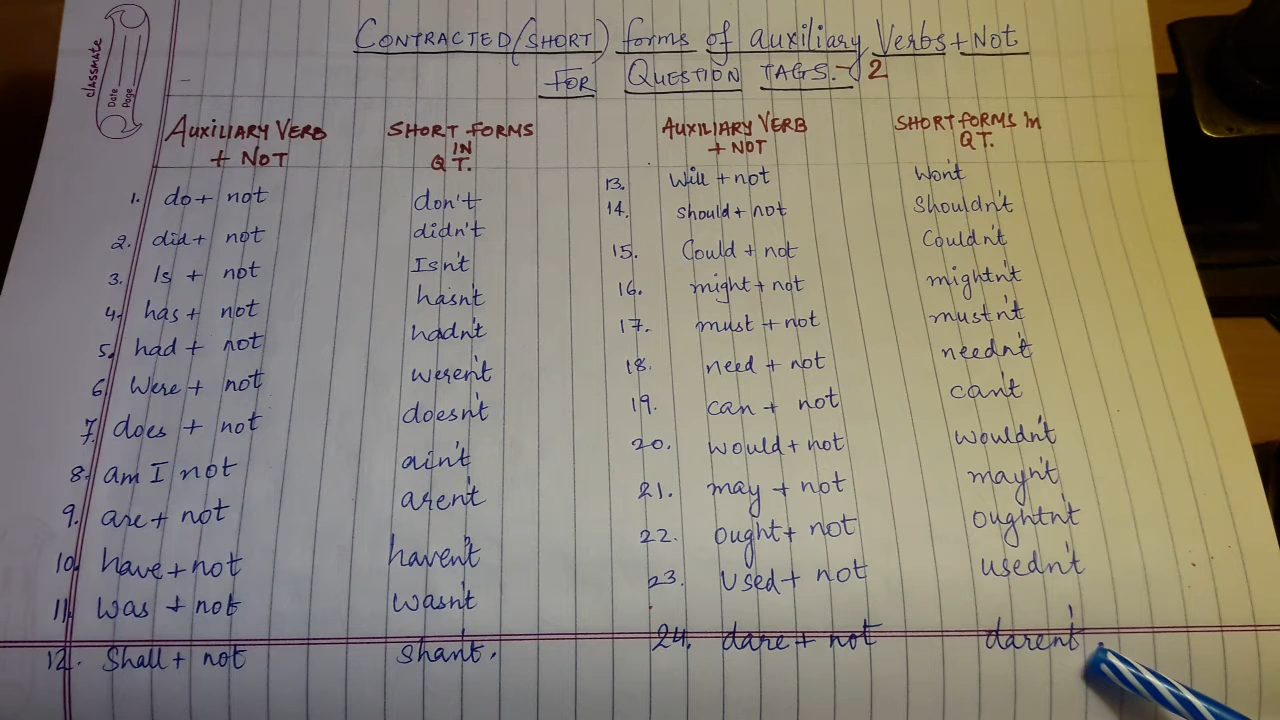 classmate
Date
Page
CONTRACTED (SHORT) forms of auxiliary Verbs + Not
FOR QUESTION TAGS. - 2
AUXILIARY VERB + NOT
SHORT FORMS IN Q T.
1. do + not don't
2. did + not didn't
3. Is + not Isn't
4. has + not hasn't
5. had + not hadn't
6. Were + not weren't
7. does + not doesn't
8. am I not ain't
9. are + not aren't
10. have + not haven't
11. was + not wasn't
12. Shall + not shan't.
AUXILIARY VERB + NOT
SHORT FORMS in QT.
13. Will + not Won't
14. should + not Shouldn't
15. Could + not Couldn't
16. might + not mightn't
17. must + not mustn't
18. need + not needn't
19. can + not can't
20. would + not wouldn't
21. may + not mayn't
22. ought + not oughtn't
23. Used + not usedn't
24. dare + not daren't.